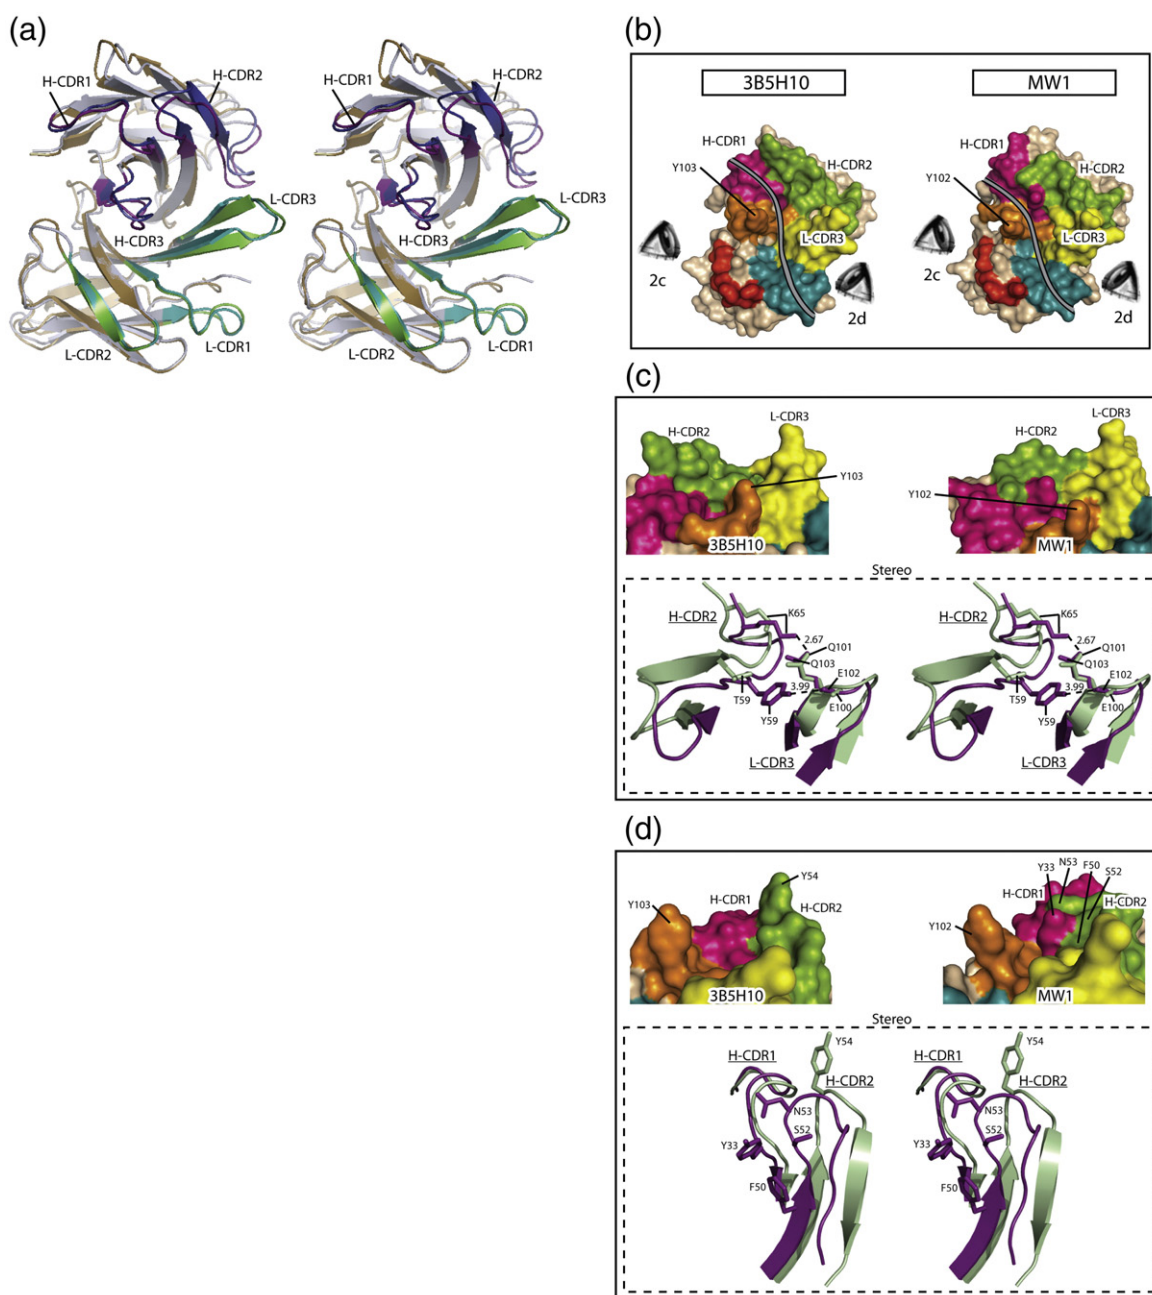 (a)
H-CDR1
H-CDR2
L-CDR3
H-CDR3
L-CDR2
L-CDR1
H-CDR1
H-CDR2
L-CDR3
H-CDR3
L-CDR2
L-CDR1
(b)
3B5H10
MW1
H-CDR1
Y103
H-CDR2
L-CDR3
2c
2d
H-CDR1
Y102
H-CDR2
L-CDR3
2c
2d
(c)
H-CDR2
L-CDR3
Y103
3B5H10
H-CDR2
L-CDR3
Y102
MW1
Stereo
H-CDR2
K65
2.67
Q101
Q103
E102
3.99
T59
E100
Y59
L-CDR3
H-CDR2
K65
2.67
Q101
Q103
E102
3.99
T59
E100
Y59
L-CDR3
(d)
Y54
H-CDR1
H-CDR2
Y103
3B5H10
Y33
N53
F50
S52
H-CDR1
H-CDR2
Y102
MW1
Stereo
Y54
H-CDR1
H-CDR2
N53
S52
Y33
F50
Y54
H-CDR1
H-CDR2
N53
S52
Y33
F50